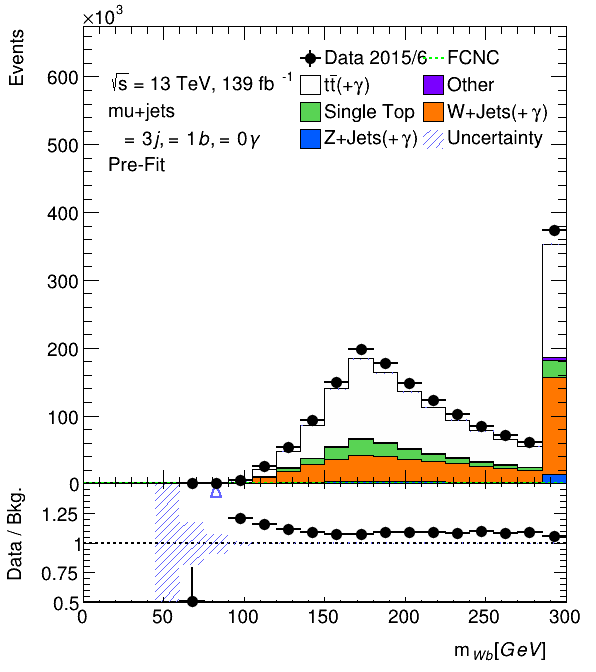 ×10³
Events
600
500
400
300
200
100
0
√s = 13 TeV, 139 fb⁻¹
mu+jets
= 3j, = 1b, = 0γ
Pre-Fit
Data 2015/6 FCNC
tt̄(+γ) Other
Single Top W+Jets(+γ)
Z+Jets(+γ) Uncertainty
Data / Bkg.
1.25
1
0.75
0.5
0 50 100 150 200 250 300
m_Wb[GeV]